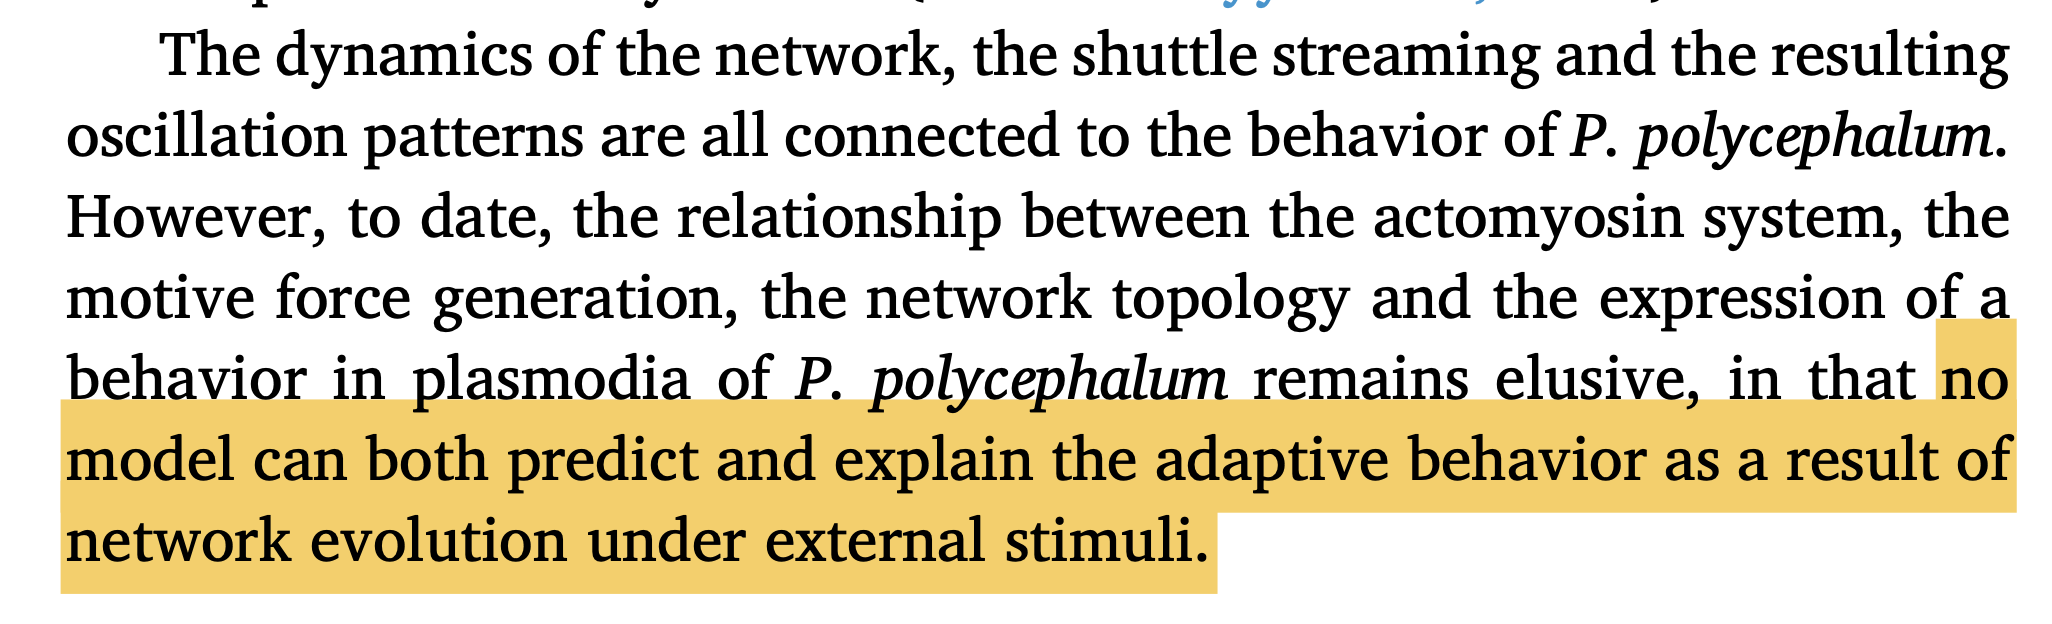 The dynamics of the network, the shuttle streaming and the resulting
oscillation patterns are all connected to the behavior of P. polycephalum.
However, to date, the relationship between the actomyosin system, the
motive force generation, the network topology and the expression of a
behavior in plasmodia of P. polycephalum remains elusive, in that no
model can both predict and explain the adaptive behavior as a result of
network evolution under external stimuli.